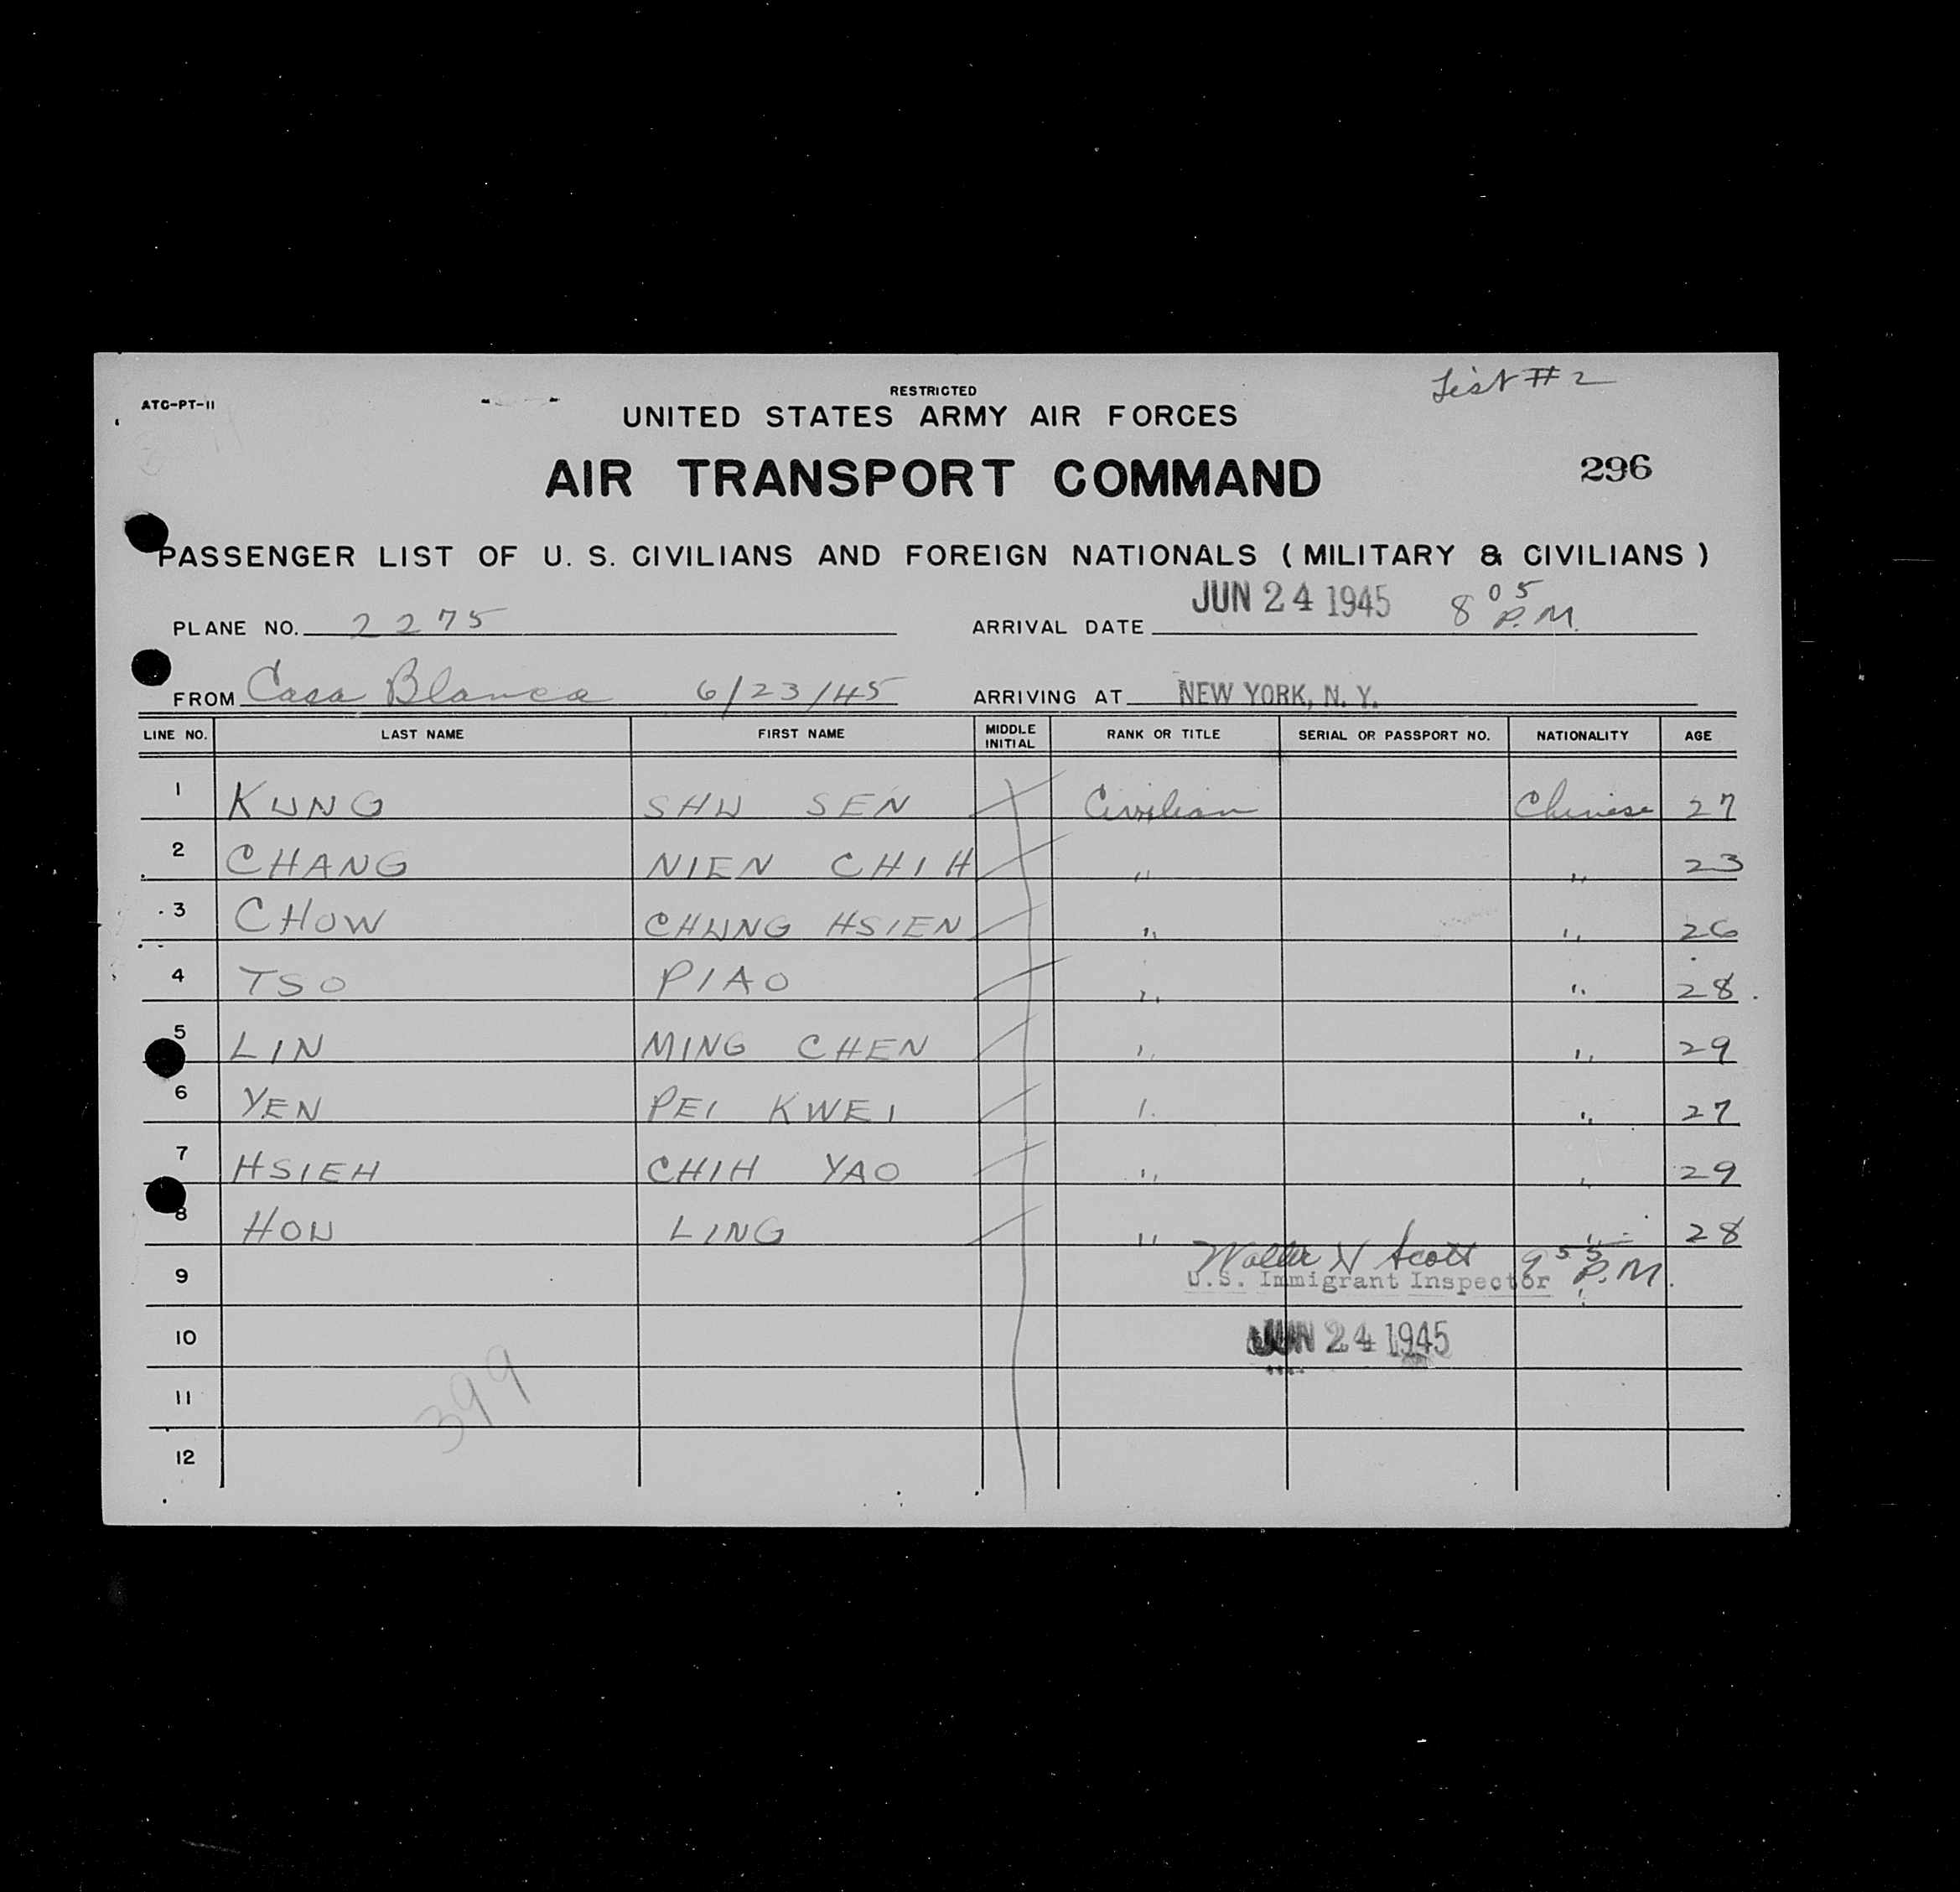 ATC-PT-11
RESTRICTED
List # 2
UNITED STATES ARMY AIR FORCES
AIR TRANSPORT COMMAND
296
PASSENGER LIST OF U. S. CIVILIANS AND FOREIGN NATIONALS ( MILITARY & CIVILIANS )
PLANE NO. 2275 ARRIVAL DATE JUN 24 1945 8 05 P.M.
FROM Casa Blanca 6/23/45 ARRIVING AT NEW YORK, N. Y.
LINE NO. LAST NAME FIRST NAME MIDDLE INITIAL RANK OR TITLE SERIAL OR PASSPORT NO. NATIONALITY AGE
1 KUNG SHU SEN Civilian Chinese 27
2 CHANG NIEN CHIH " " 23
3 CHOW CHUNG HSIEN " " 26
4 TSO PIAO " " 28
5 LIN MING CHEN " " 29
6 YEN PEI KWEI " " 27
7 HSIEH CHIH YAO " " 29
8 HOU LING " " 28
Walter N Scott 9 55 P.M.
9 U.S. Immigrant Inspector
10 JUN 24 1945
11
399
12